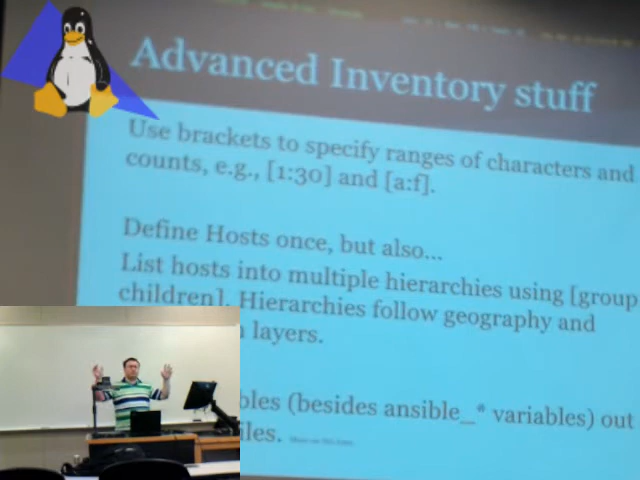 Advanced Inventory stuff
Use brackets to specify ranges of characters and
counts, e.g., [1:30] and [a:f].
Define Hosts once, but also...
List hosts into multiple hierarchies using [group
children]. Hierarchies follow geography and
layers.
bles (besides ansible_* variables) out
iles.